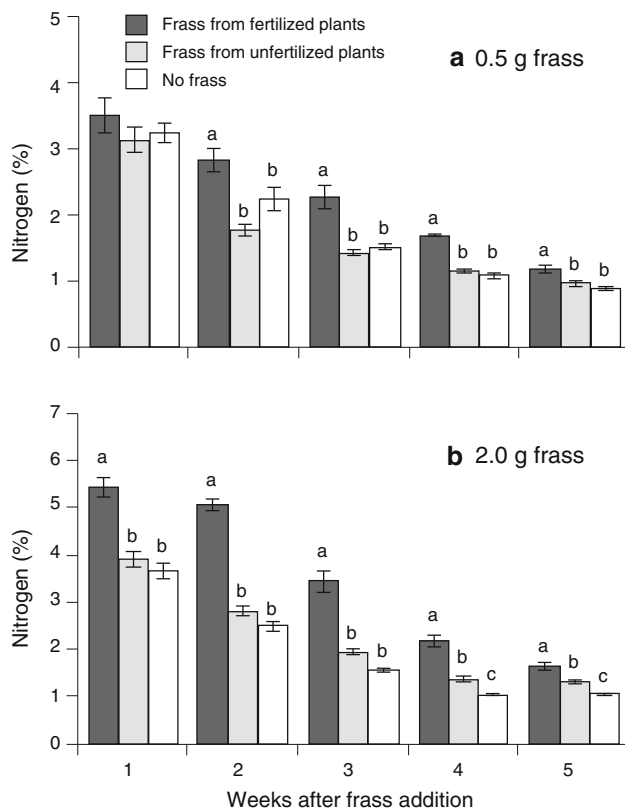 5
Frass from fertilized plants
Frass from unfertilized plants
No frass
a 0.5 g frass
4
3
2
1
0
Nitrogen (%)
a
b
b
a
b
b
a
b
b
a
b
b
7
6
5
4
3
2
1
0
Nitrogen (%)
b 2.0 g frass
a
b
b
a
b
b
a
b
b
a
b
c
a
b
c
1 2 3 4 5
Weeks after frass addition